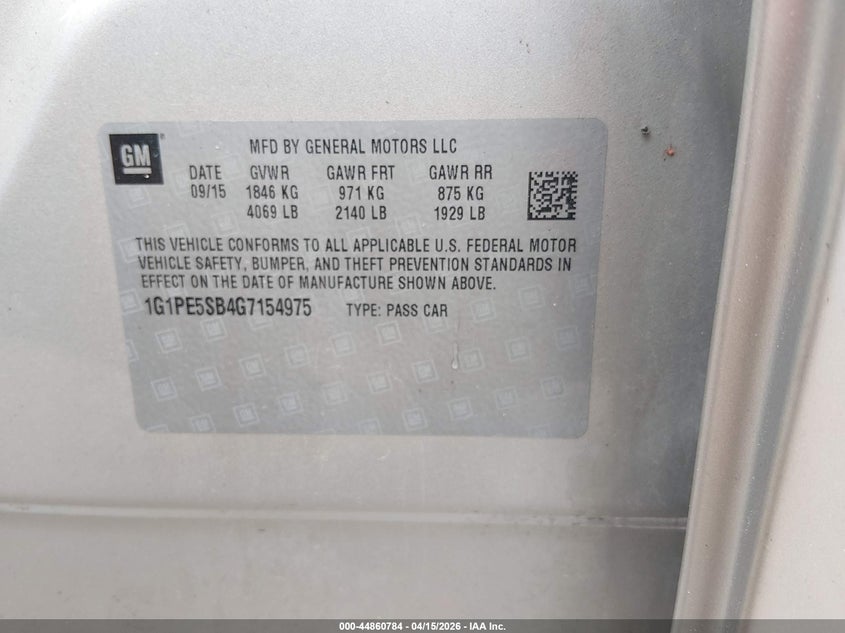 GM
MFD BY GENERAL MOTORS LLC
DATE GVWR GAWR FRT GAWR RR
09/15 1846 KG 971 KG 875 KG
4069 LB 2140 LB 1929 LB
THIS VEHICLE CONFORMS TO ALL APPLICABLE U.S. FEDERAL MOTOR
VEHICLE SAFETY, BUMPER, AND THEFT PREVENTION STANDARDS IN
EFFECT ON THE DATE OF MANUFACTURE SHOWN ABOVE.
1G1PE5SB4G7154975 TYPE: PASS CAR
000-44860784 - 04/15/2026 - IAA Inc.